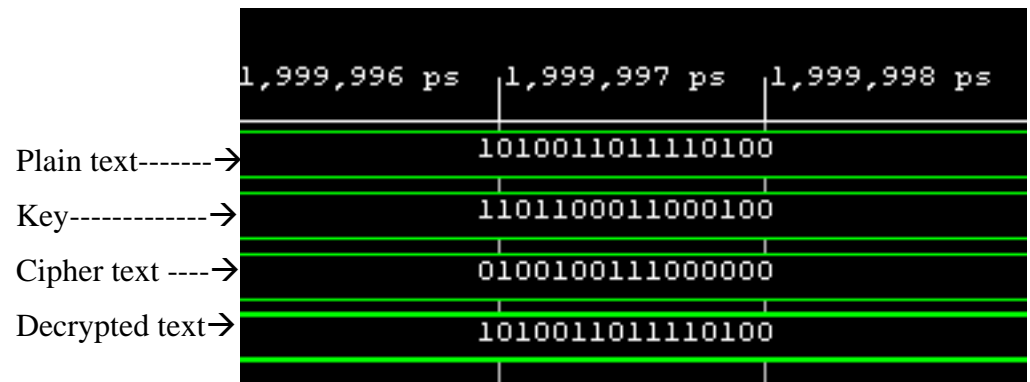 1,999,996 ps 1,999,997 ps 1,999,998 ps
Plain text-------→ 1010011011110100
Key-------------→ 1101100011000100
Cipher text ----→ 0100100111000000
Decrypted text→ 1010011011110100